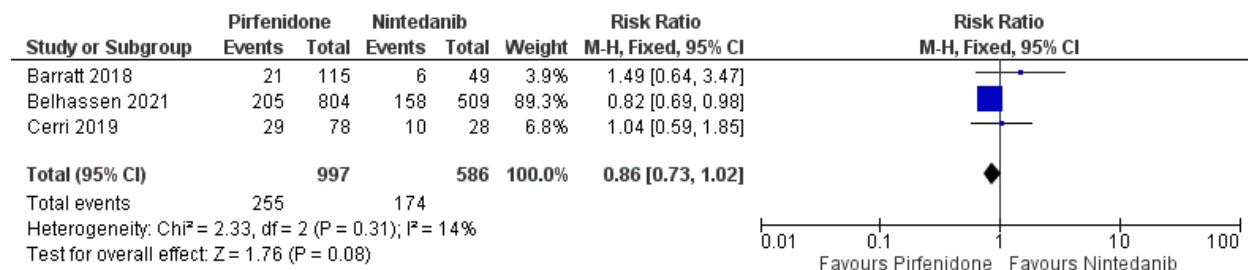 Pirfenidone Nintedanib Risk Ratio Risk Ratio
Study or Subgroup Events Total Events Total Weight M-H, Fixed, 95% CI M-H, Fixed, 95% CI
Barratt 2018 21 115 6 49 3.9% 1.49 [0.64, 3.47]
Belhassen 2021 205 804 158 509 89.3% 0.82 [0.69, 0.98]
Cerri 2019 29 78 10 28 6.8% 1.04 [0.59, 1.85]
Total (95% CI) 997 586 100.0% 0.86 [0.73, 1.02]
Total events 255 174
Heterogeneity: Chi² = 2.33, df = 2 (P = 0.31); I² = 14%
Test for overall effect: Z = 1.76 (P = 0.08)
0.01 0.1 1 10 100
Favours Pirfenidone Favours Nintedanib